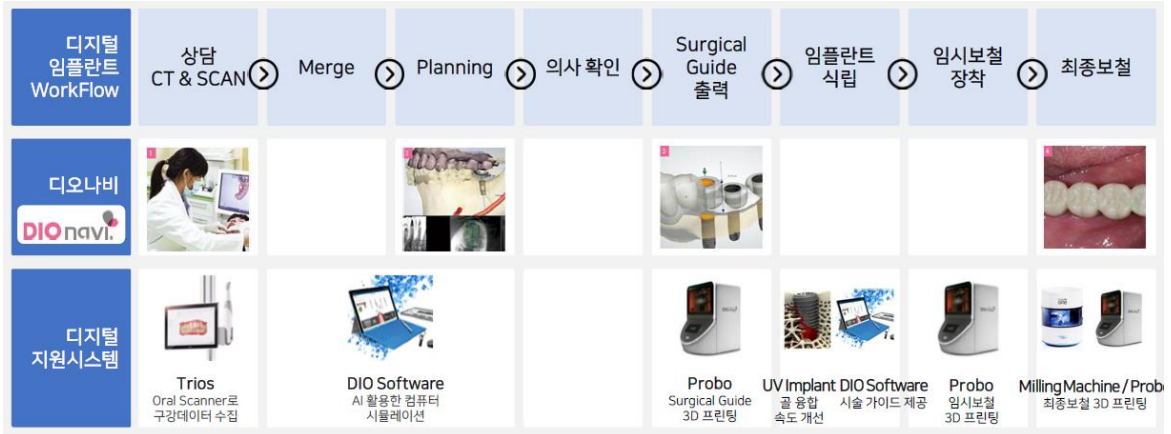 디지털
임플란트
WorkFlow
상담
CT & SCAN
Merge
Planning
의사 확인
Surgical
Guide
출력
임플란트
식립
임시보철
장착
최종보철
디오나비
DIO navi.
1
3
4
디지털
지원시스템
Trios
Oral Scanner로
구강데이터 수집
DIO Software
AI 활용한 컴퓨터
시뮬레이션
Probo
Surgical Guide
3D 프린팅
UV Implant
골 융합
속도 개선
DIO Software
시술 가이드 제공
Probo
임시보철
3D 프린팅
Milling Machine / Probo
최종보철 3D 프린팅